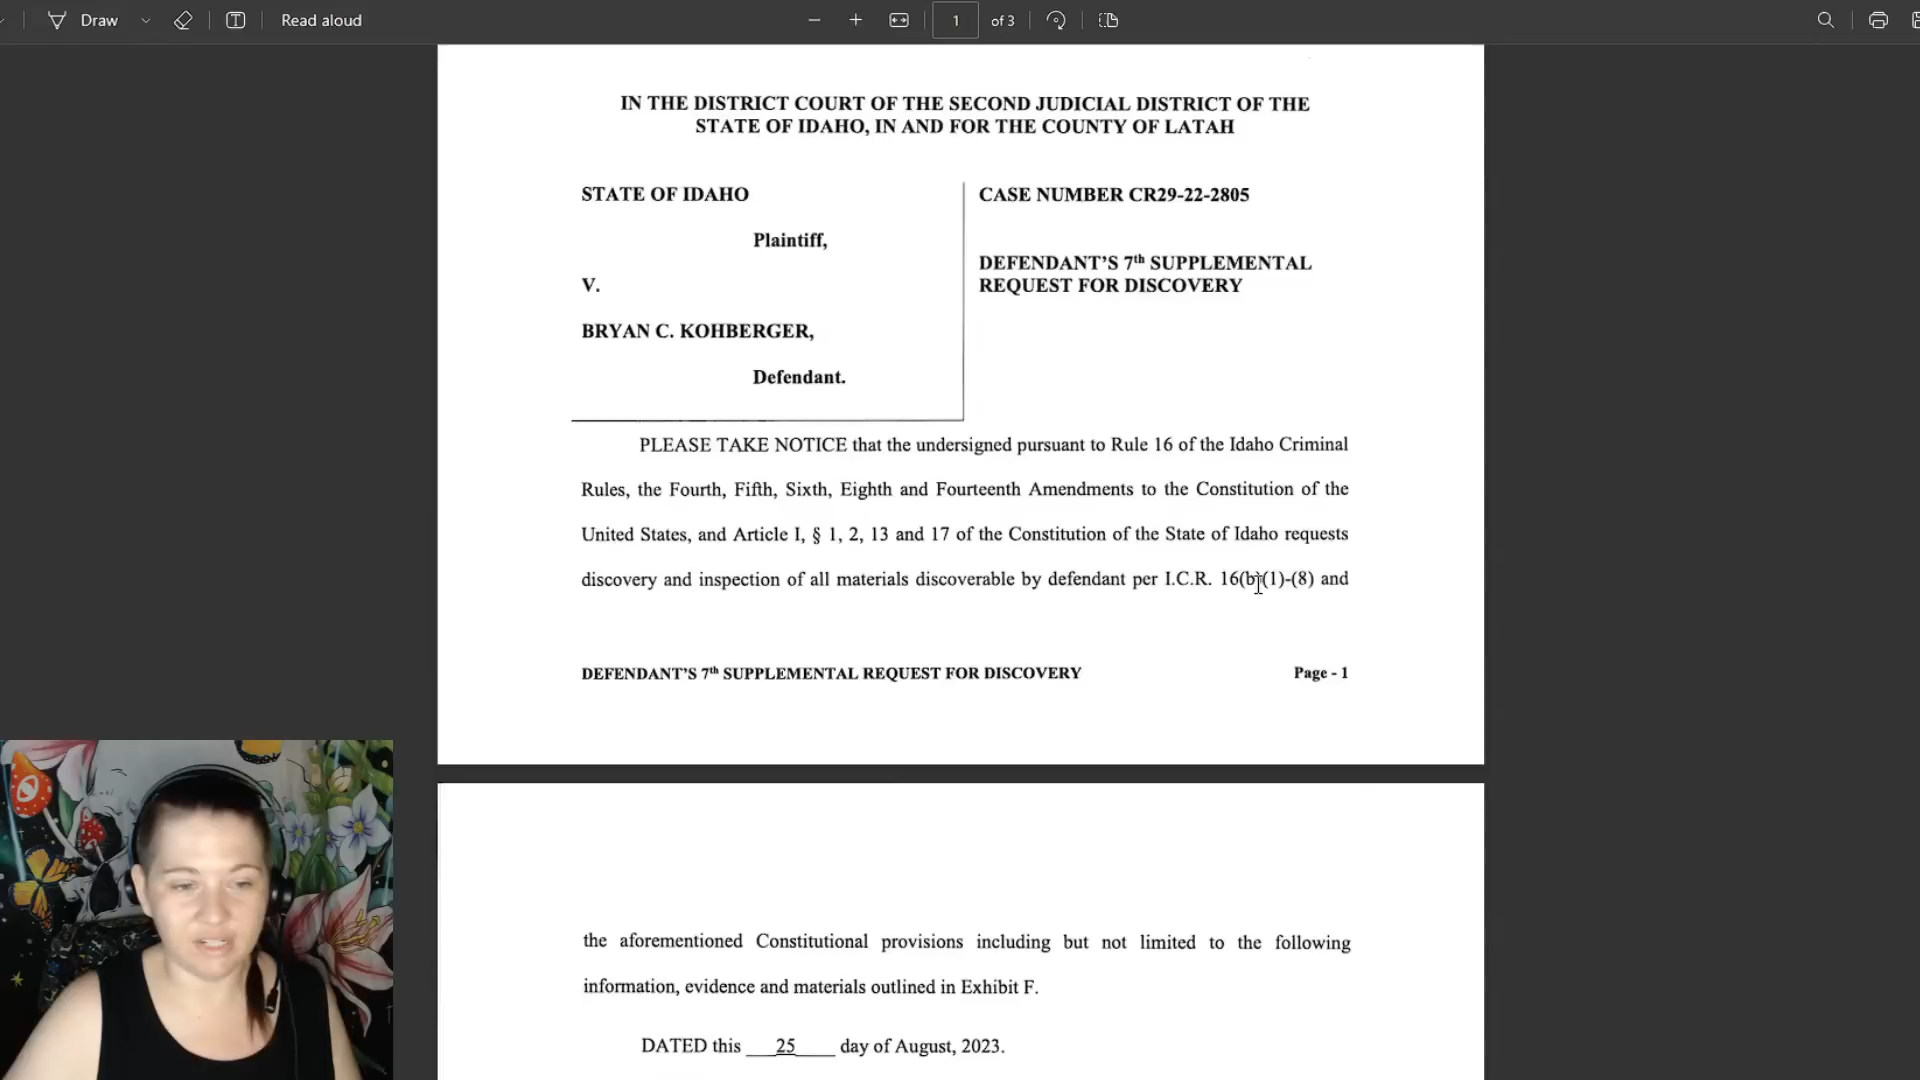 Draw
Read aloud
1 of 3
IN THE DISTRICT COURT OF THE SECOND JUDICIAL DISTRICT OF THE
STATE OF IDAHO, IN AND FOR THE COUNTY OF LATAH
STATE OF IDAHO
Plaintiff,
V.
BRYAN C. KOHBERGER,
Defendant.
CASE NUMBER CR29-22-2805
DEFENDANT'S 7th SUPPLEMENTAL
REQUEST FOR DISCOVERY
PLEASE TAKE NOTICE that the undersigned pursuant to Rule 16 of the Idaho Criminal
Rules, the Fourth, Fifth, Sixth, Eighth and Fourteenth Amendments to the Constitution of the
United States, and Article I, § 1, 2, 13 and 17 of the Constitution of the State of Idaho requests
discovery and inspection of all materials discoverable by defendant per I.C.R. 16(b)(1)-(8) and
DEFENDANT'S 7th SUPPLEMENTAL REQUEST FOR DISCOVERY Page - 1
the aforementioned Constitutional provisions including but not limited to the following
information, evidence and materials outlined in Exhibit F.
DATED this ___25____ day of August, 2023.